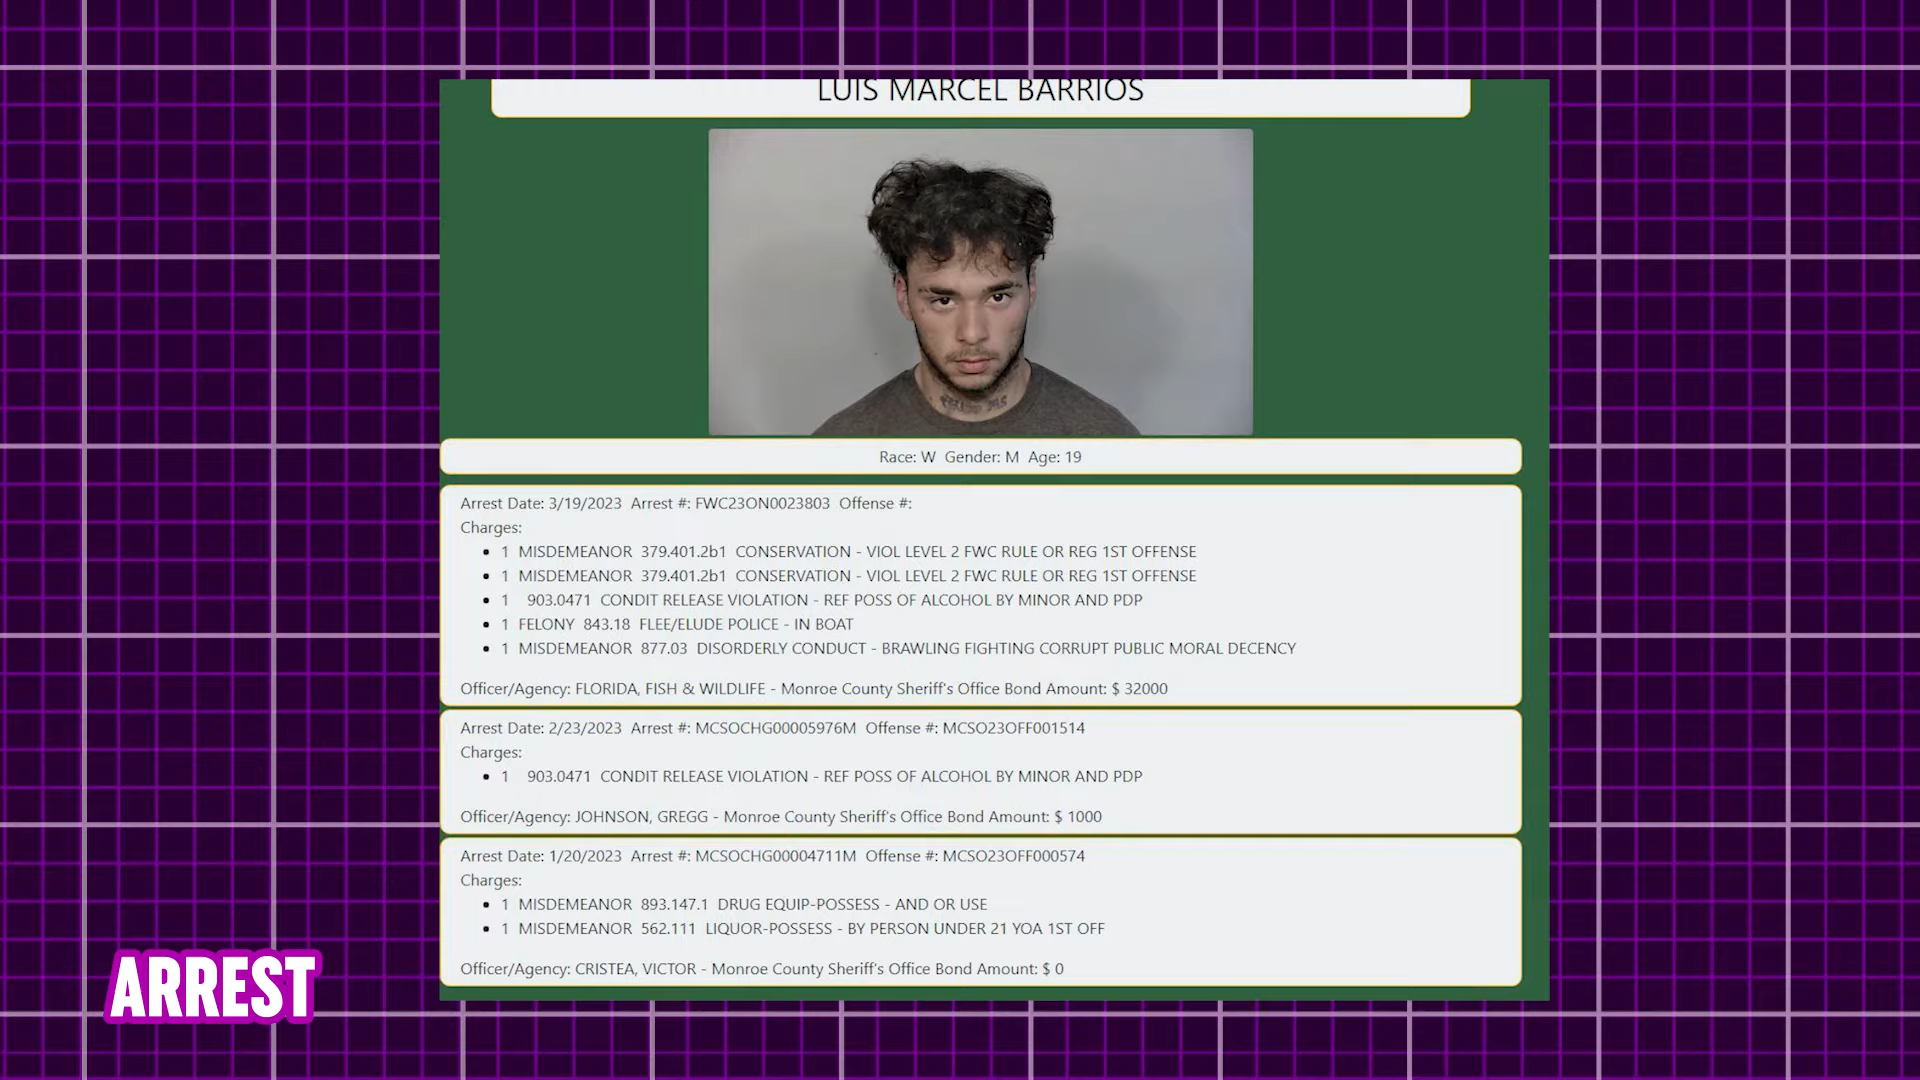 LUIS MARCEL BARRIOS
Race: W Gender: M Age: 19
Arrest Date: 3/19/2023 Arrest #: FWC23ON0023803 Offense #:
Charges:
• 1 MISDEMEANOR 379.401.2b1 CONSERVATION - VIOL LEVEL 2 FWC RULE OR REG 1ST OFFENSE
• 1 MISDEMEANOR 379.401.2b1 CONSERVATION - VIOL LEVEL 2 FWC RULE OR REG 1ST OFFENSE
• 1 903.0471 CONDIT RELEASE VIOLATION - REF POSS OF ALCOHOL BY MINOR AND PDP
• 1 FELONY 843.18 FLEE/ELUDE POLICE - IN BOAT
• 1 MISDEMEANOR 877.03 DISORDERLY CONDUCT - BRAWLING FIGHTING CORRUPT PUBLIC MORAL DECENCY
Officer/Agency: FLORIDA, FISH & WILDLIFE - Monroe County Sheriff's Office Bond Amount: $ 32000
Arrest Date: 2/23/2023 Arrest #: MCSOCHG00005976M Offense #: MCSO23OFF001514
Charges:
• 1 903.0471 CONDIT RELEASE VIOLATION - REF POSS OF ALCOHOL BY MINOR AND PDP
Officer/Agency: JOHNSON, GREGG - Monroe County Sheriff's Office Bond Amount: $ 1000
Arrest Date: 1/20/2023 Arrest #: MCSOCHG00004711M Offense #: MCSO23OFF000574
Charges:
• 1 MISDEMEANOR 893.147.1 DRUG EQUIP-POSSESS - AND OR USE
• 1 MISDEMEANOR 562.111 LIQUOR-POSSESS - BY PERSON UNDER 21 YOA 1ST OFF
Officer/Agency: CRISTEA, VICTOR - Monroe County Sheriff's Office Bond Amount: $ 0
ARREST